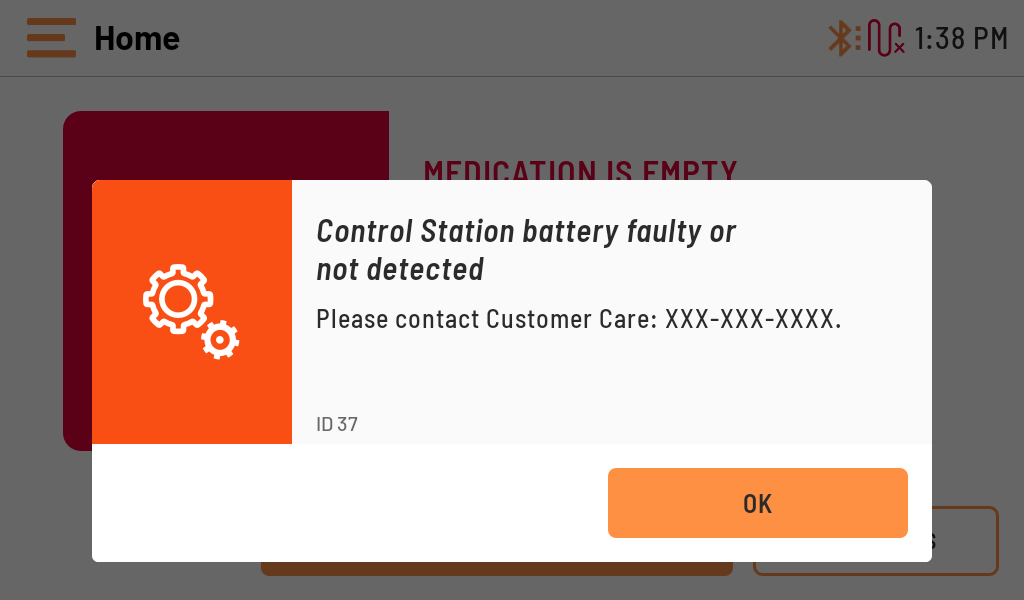 Home
1:38 PM
MEDICATION IS EMPTY
Control Station battery faulty or
not detected
Please contact Customer Care: XXX-XXX-XXXX.
ID 37
OK